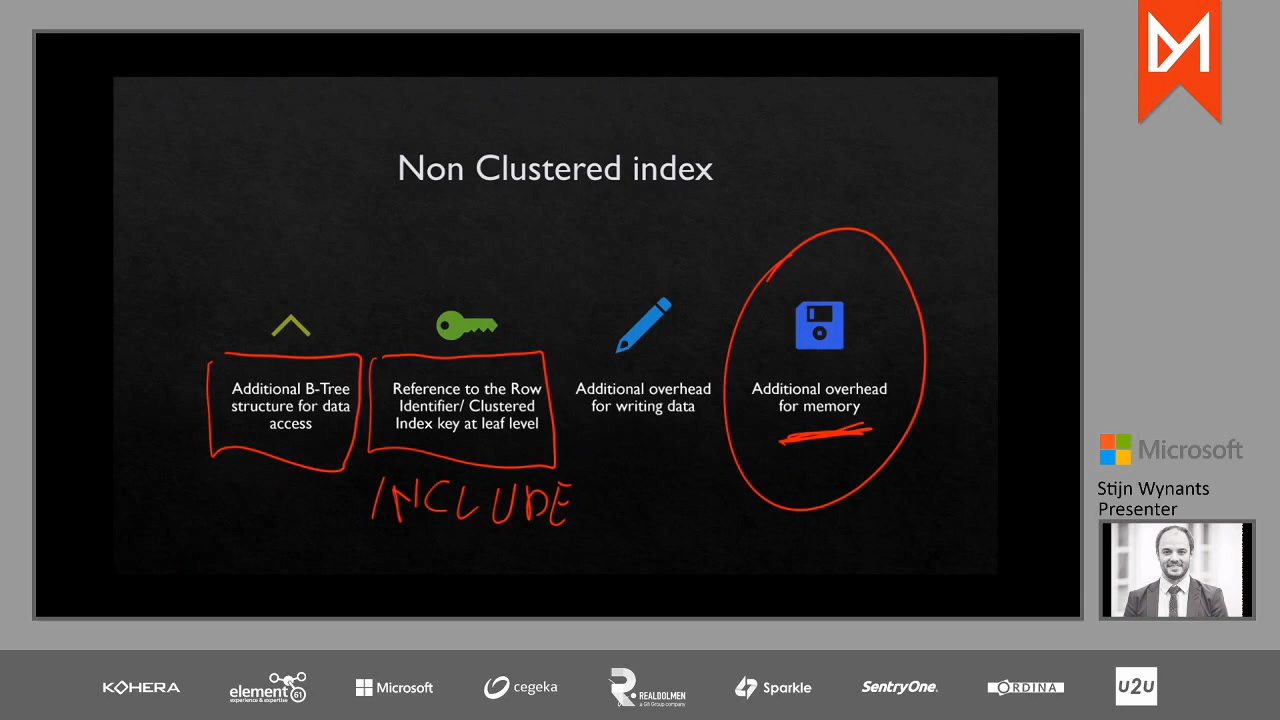 Non Clustered index
Additional B-Tree
structure for data
access
Reference to the Row
Identifier/ Clustered
Index key at leaf level
Additional overhead
for writing data
Additional overhead
for memory
INCLUDE
Microsoft
Stijn Wynants
Presenter
KOHERA
element61
experience & expertise
Microsoft
cegeka
REALDOLMEN
a Gfi Group company
Sparkle
SentryOne.
ORDINA
u2u